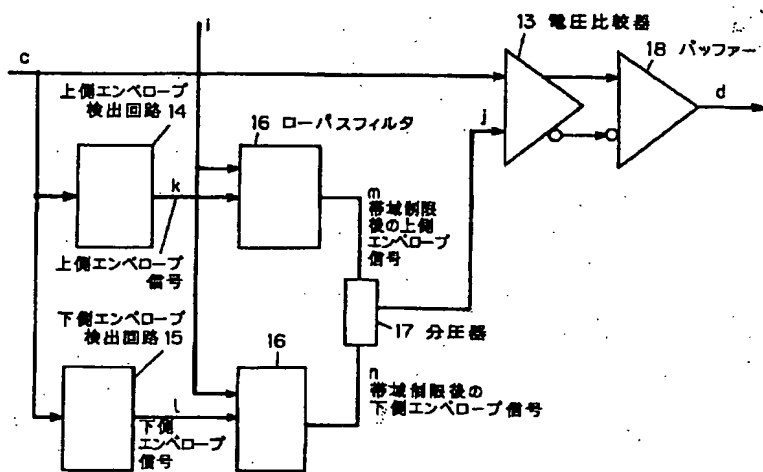 i
13 電圧比較器
18 バッファー
c
d
上側エンベロープ
検出回路 14
16 ローパスフィルタ
j
k
m
帯域制限
後の上側
エンベロープ
信号
上側エンベロープ
信号
下側エンベロープ
検出回路 15
17 分圧器
16
n
帯域制限後の
下側エンベロープ信号
l
下側
エンベロープ
信号